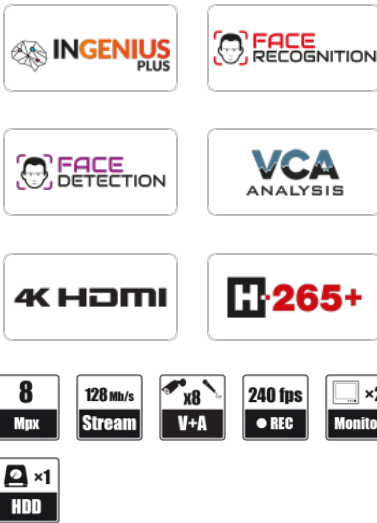 INGENIUS
PLUS
FACE
RECOGNITION
FACE
DETECTION
VCA
ANALYSIS
4K HDMI
H·265+
8
Mpx
128 Mb/s
Stream
x8
V+A
240 fps
REC
×2
Monito
×1
HDD